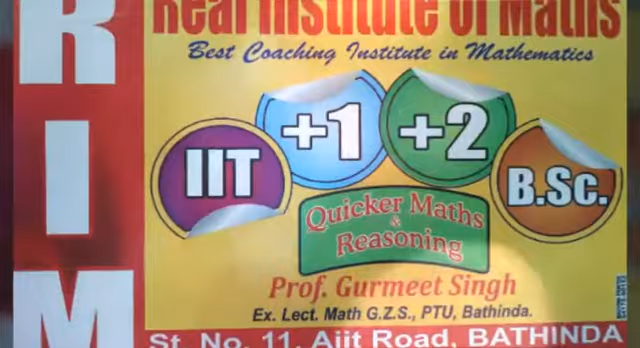 R
I
M
Real Institute of Maths
Best Coaching Institute in Mathematics
IIT
+1
+2
B.Sc.
Quicker Maths
&
Reasoning
Prof. Gurmeet Singh
Ex. Lect. Math G.Z.S., PTU, Bathinda.
St. No. 11, Ajit Road, BATHINDA